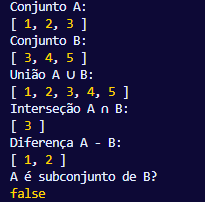 Conjunto A:
[ 1, 2, 3 ]
Conjunto B:
[ 3, 4, 5 ]
União A ∪ B:
[ 1, 2, 3, 4, 5 ]
Interseção A ∩ B:
[ 3 ]
Diferença A - B:
[ 1, 2 ]
A é subconjunto de B?
false